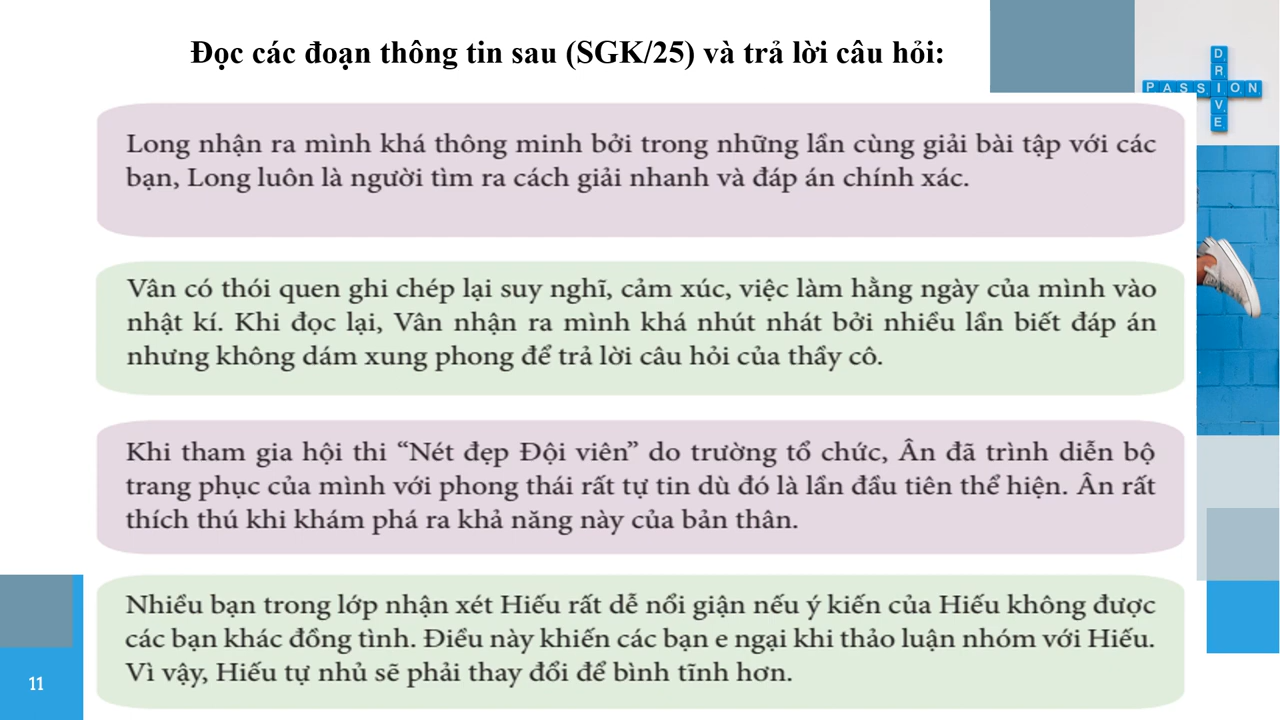 Đọc các đoạn thông tin sau (SGK/25) và trả lời câu hỏi:
DRIVE
PASSION
Long nhận ra mình khá thông minh bởi trong những lần cùng giải bài tập với các
bạn, Long luôn là người tìm ra cách giải nhanh và đáp án chính xác.
Vân có thói quen ghi chép lại suy nghĩ, cảm xúc, việc làm hằng ngày của mình vào
nhật kí. Khi đọc lại, Vân nhận ra mình khá nhút nhát bởi nhiều lần biết đáp án
nhưng không dám xung phong để trả lời câu hỏi của thầy cô.
Khi tham gia hội thi “Nét đẹp Đội viên” do trường tổ chức, Ân đã trình diễn bộ
trang phục của mình với phong thái rất tự tin dù đó là lần đầu tiên thể hiện. Ân rất
thích thú khi khám phá ra khả năng này của bản thân.
Nhiều bạn trong lớp nhận xét Hiếu rất dễ nổi giận nếu ý kiến của Hiếu không được
các bạn khác đồng tình. Điều này khiến các bạn e ngại khi thảo luận nhóm với Hiếu.
Vì vậy, Hiếu tự nhủ sẽ phải thay đổi để bình tĩnh hơn.
11